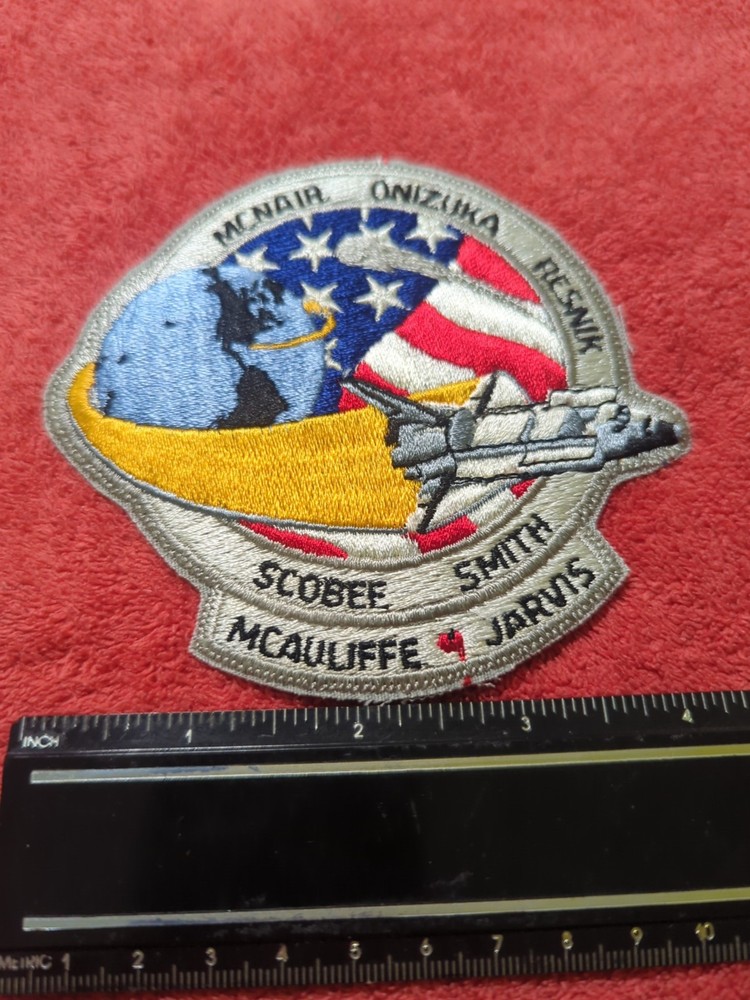 MCNAIR ONIZUKA RESNIK
SCOBEE SMITH
MCAULIFFE JARVIS
INCH 1 2 3 4
METRIC 1 2 3 4 5 6 7 8 9 10